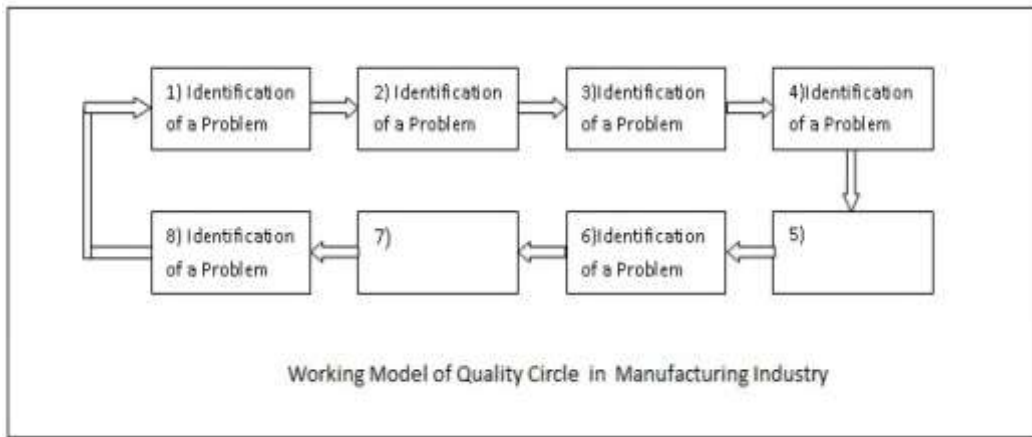 1) Identification
of a Problem
2) Identification
of a Problem
3)Identification
of a Problem
4)Identification
of a Problem
5)
6)Identification
of a Problem
7)
8) Identification
of a Problem
Working Model of Quality Circle in Manufacturing Industry